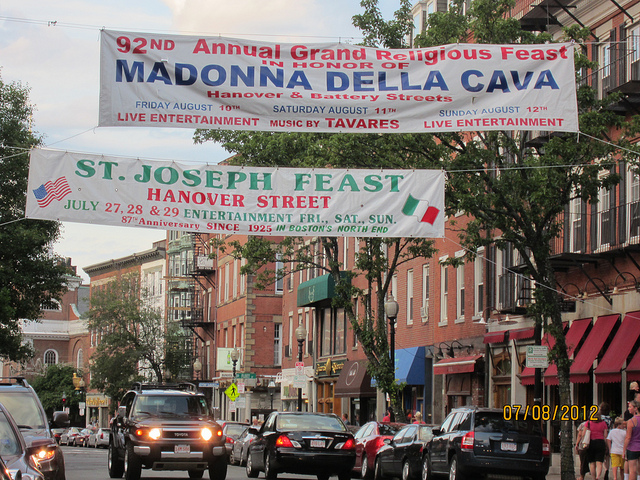 92ND Annual Grand Religious Feast
IN HONOR OF
MADONNA DELLA CAVA
Hanover & Battery Streets
FRIDAY AUGUST 10TH SATURDAY AUGUST 11TH SUNDAY AUGUST 12TH
LIVE ENTERTAINMENT MUSIC BY TAVARES LIVE ENTERTAINMENT
ST. JOSEPH FEAST
HANOVER STREET
JULY 27, 28 & 29 ENTERTAINMENT FRI., SAT., SUN.
87TH Anniversary SINCE 1925 IN BOSTON'S NORTH END
TOYOTA
07/08/2012